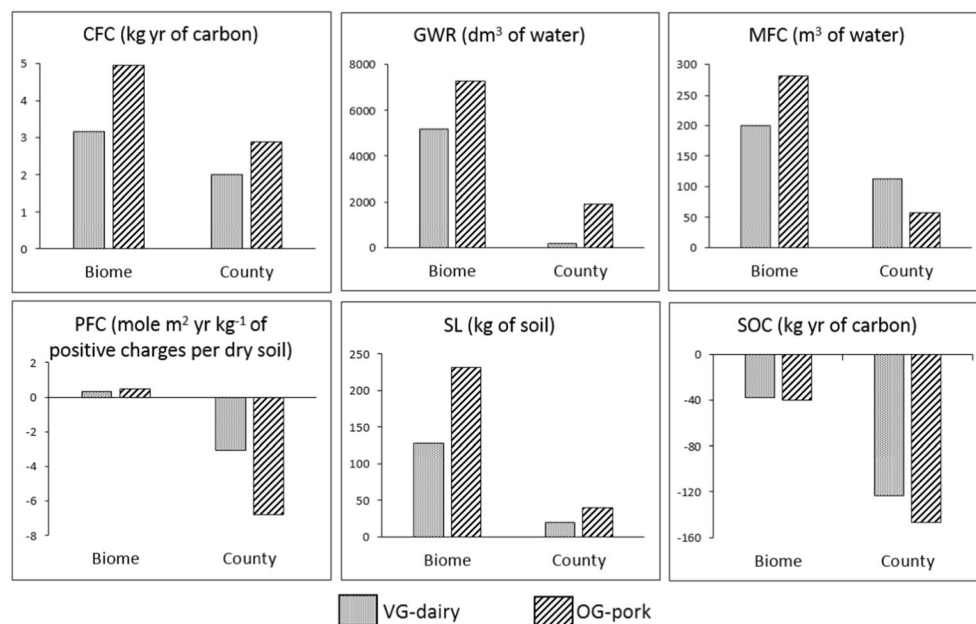 CFC (kg yr of carbon)
5
4
3
2
1
0
Biome County
GWR (dm³ of water)
8000
6000
4000
2000
0
Biome County
MFC (m³ of water)
300
250
200
150
100
50
0
Biome County
PFC (mole m² yr kg⁻¹ of
positive charges per dry soil)
2
0
-2
-4
-6
-8
Biome County
SL (kg of soil)
250
200
150
100
50
0
Biome County
SOC (kg yr of carbon)
0
-40
-80
-120
-160
Biome County
VG-dairy OG-pork